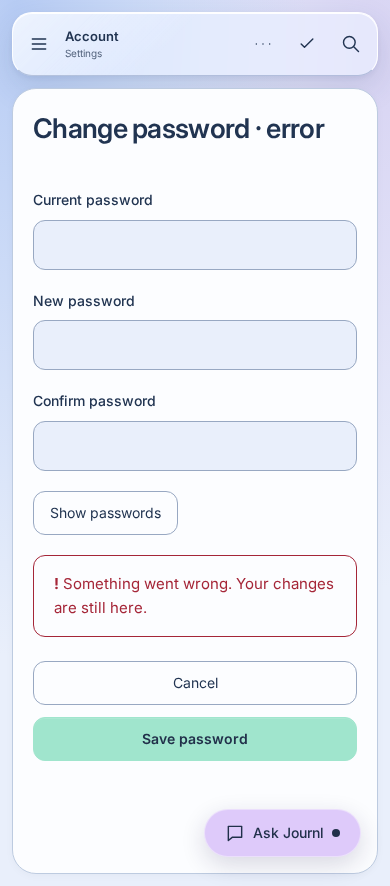 Account
Settings
...
Change password · error
Current password
New password
Confirm password
Show passwords
! Something went wrong. Your changes
are still here.
Cancel
Save password
Ask Journl